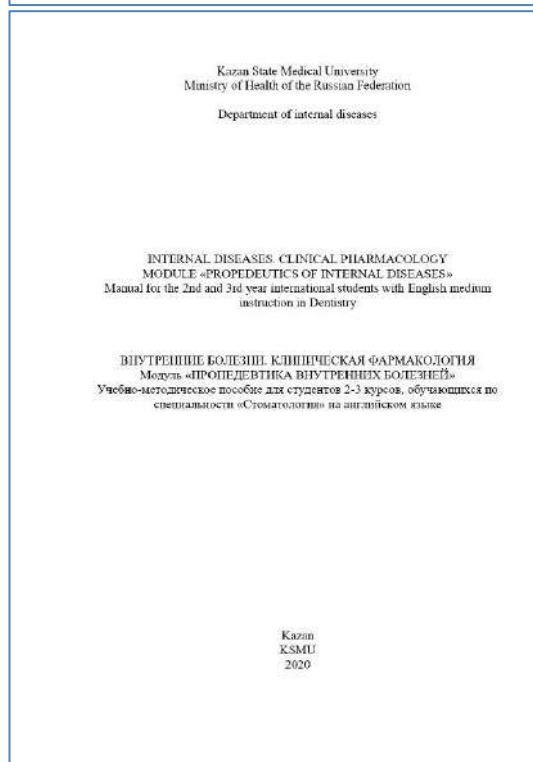 Kazan State Medical University
Ministry of Health of the Russian Federation
Department of internal diseases
INTERNAL DISEASES. CLINICAL PHARMACOLOGY
MODULE «PROPEDEUTICS OF INTERNAL DISEASES»
Manual for the 2nd and 3rd year international students with English medium
instruction in Dentistry
ВНУТРЕННИЕ БОЛЕЗНИ. КЛИНИЧЕСКАЯ ФАРМАКОЛОГИЯ
Модуль «ПРОПЕДЕВТИКА ВНУТРЕННИХ БОЛЕЗНЕЙ»
Учебно-методическое пособие для студентов 2-3 курсов, обучающихся по
специальности «Стоматология» на английском языке
Kazan
KSMU
2020